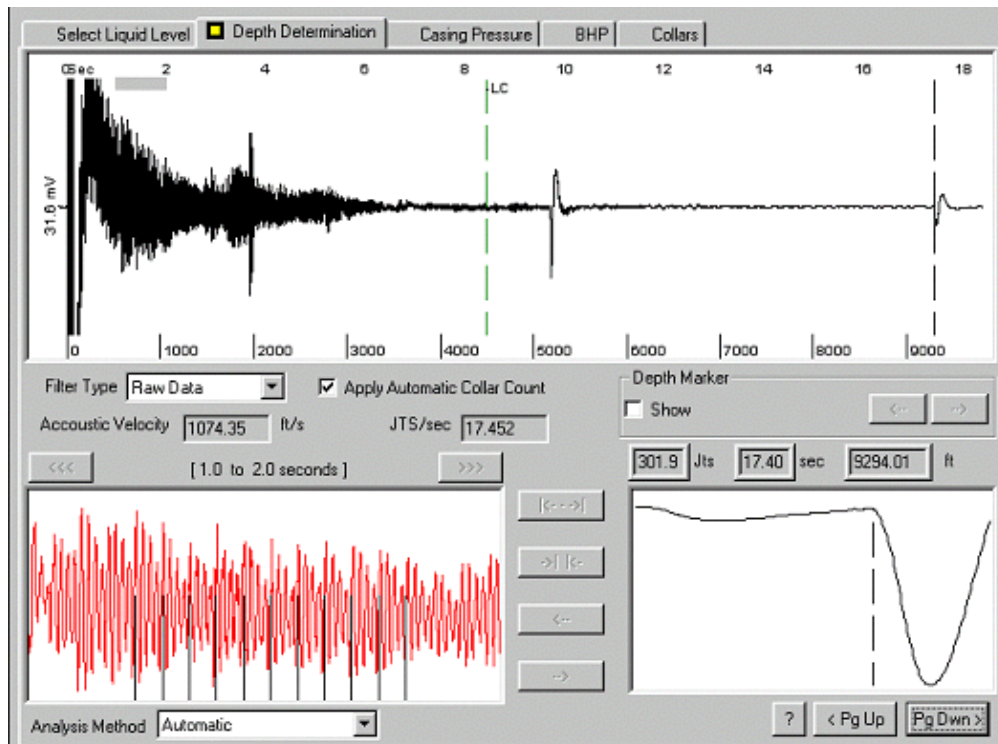 Select Liquid Level Depth Determination Casing Pressure BHP Collars
0Sec 2 4 6 8 10 12 14 16 18
LC
31.6 mV
0 1000 2000 3000 4000 5000 6000 7000 8000 9000
Filter Type Raw Data Apply Automatic Collar Count
Depth Marker
Show <-- -->
Accoustic Velocity 1074.35 ft/s JTS/sec 17.452
<<< [ 1.0 to 2.0 seconds ] >>>
301.9 Jts 17.40 sec 9294.01 ft
|<--->|
->| |<-
<--
-->
Analysis Method Automatic
? < Pg Up Pg Dwn >